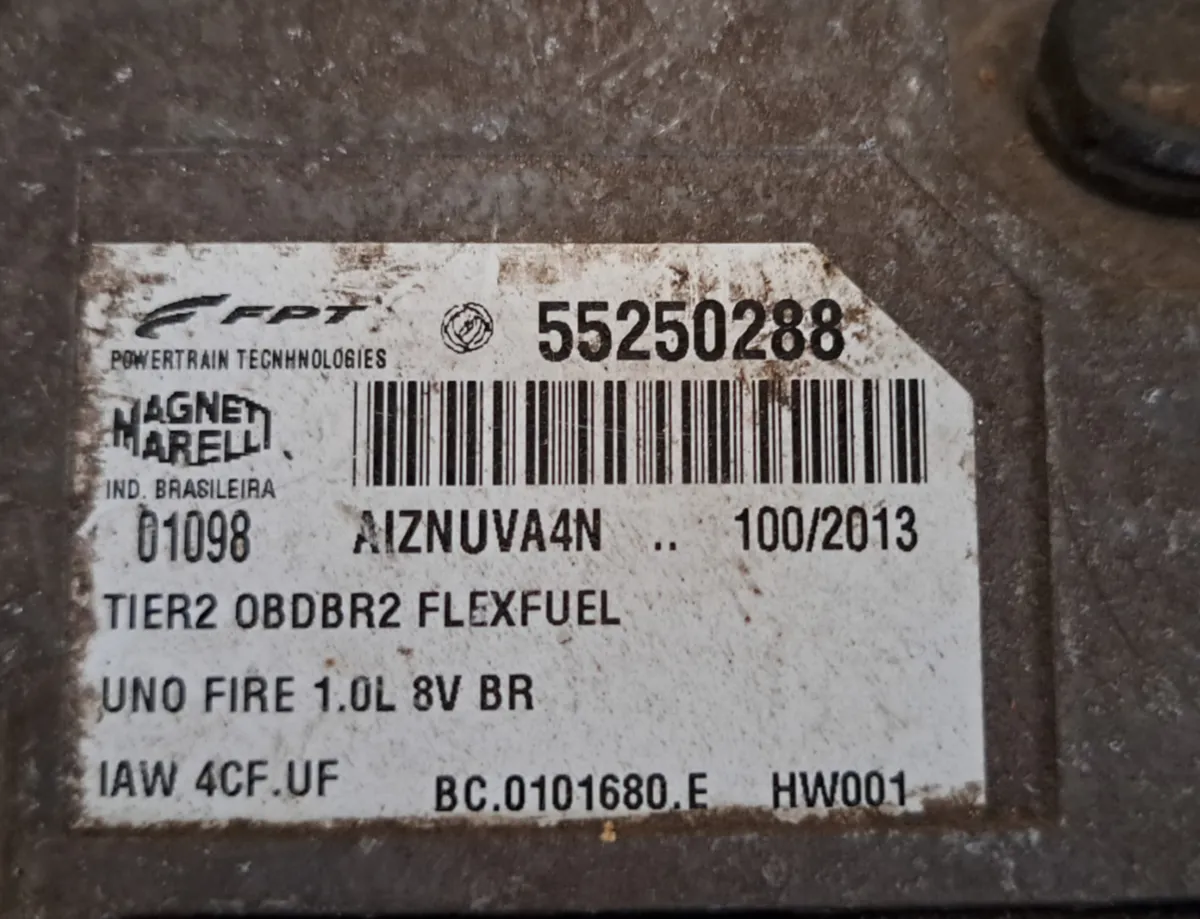 FPT 55250288
POWERTRAIN TECNHNOLOGIES
MAGNETI
MARELLI
IND. BRASILEIRA
01098 AIZNUVA4N .. 100/2013
TIER2 OBDBR2 FLEXFUEL
UNO FIRE 1.0L 8V BR
IAW 4CF.UF BC.0101680.E HW001